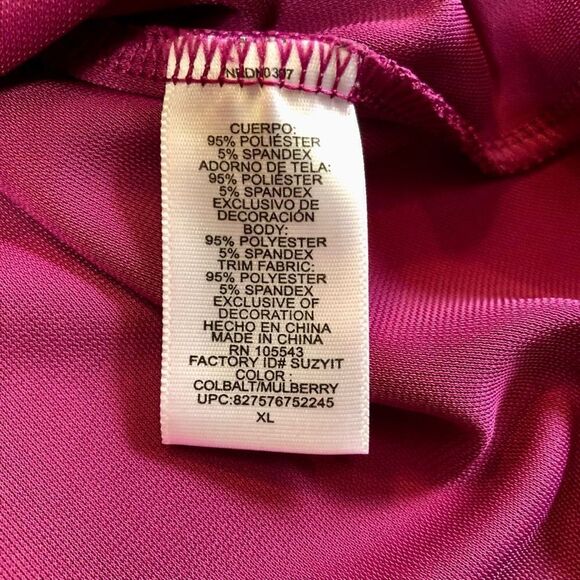 CUERPO:
95% POLIÉSTER
5% SPANDEX
ADORNO DE TELA:
95% POLIÉSTER
5% SPANDEX
EXCLUSIVO DE
DECORACIÓN
BODY:
95% POLYESTER
5% SPANDEX
TRIM FABRIC:
95% POLYESTER
5% SPANDEX
EXCLUSIVE OF
DECORATION
HECHO EN CHINA
MADE IN CHINA
RN 105543
FACTORY ID# SUZYIT
COLOR :
COLBALT/MULBERRY
UPC:827576752245
XL